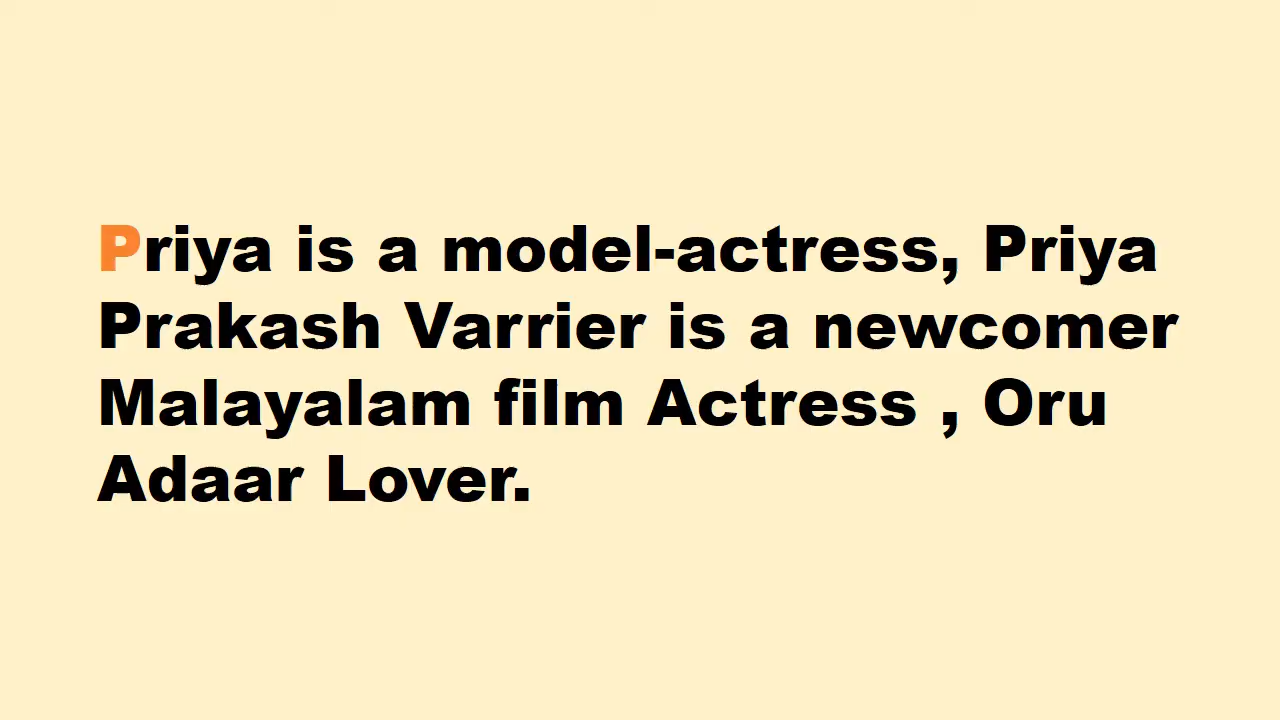 Priya is a model-actress, Priya
Prakash Varrier is a newcomer
Malayalam film Actress , Oru
Adaar Lover.